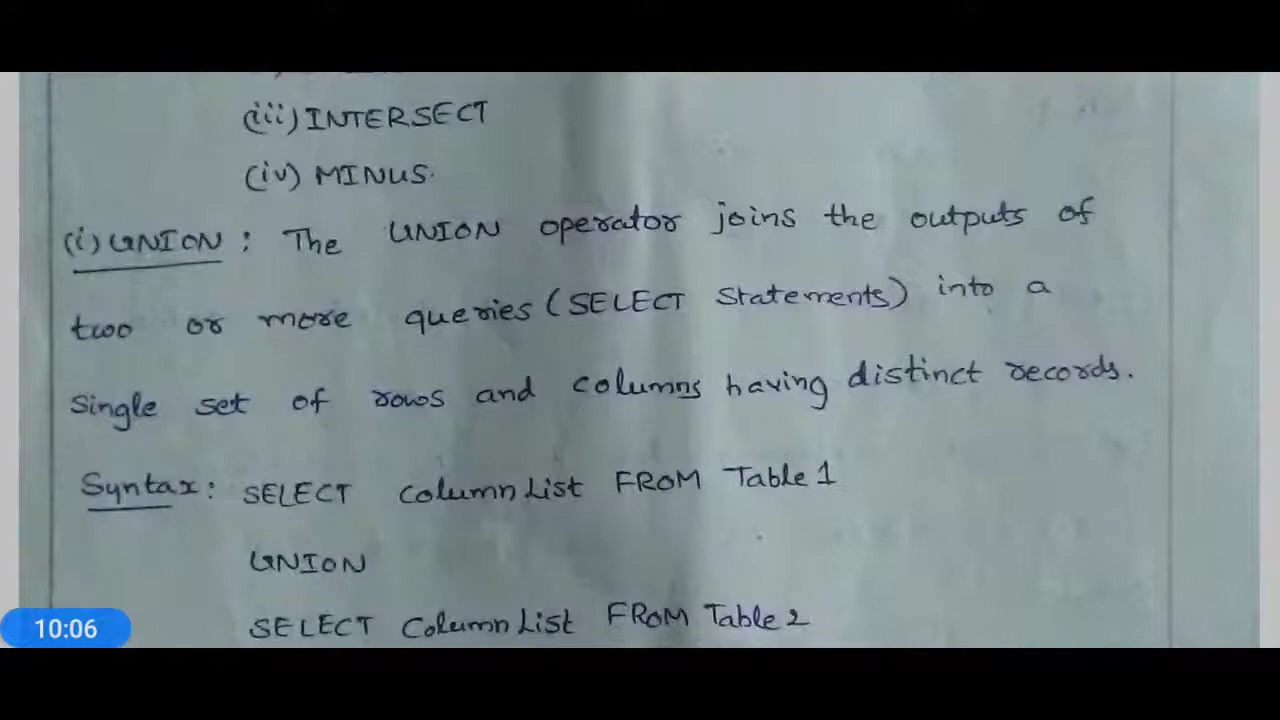 (iii) INTERSECT
(iv) MINUS.
(i) UNION : The UNION operator joins the outputs of
two or more queries (SELECT Statements) into a
single set of rows and columns having distinct records.
Syntax: SELECT Column List FROM Table 1
UNION
SELECT Column List FROM Table 2
10:06